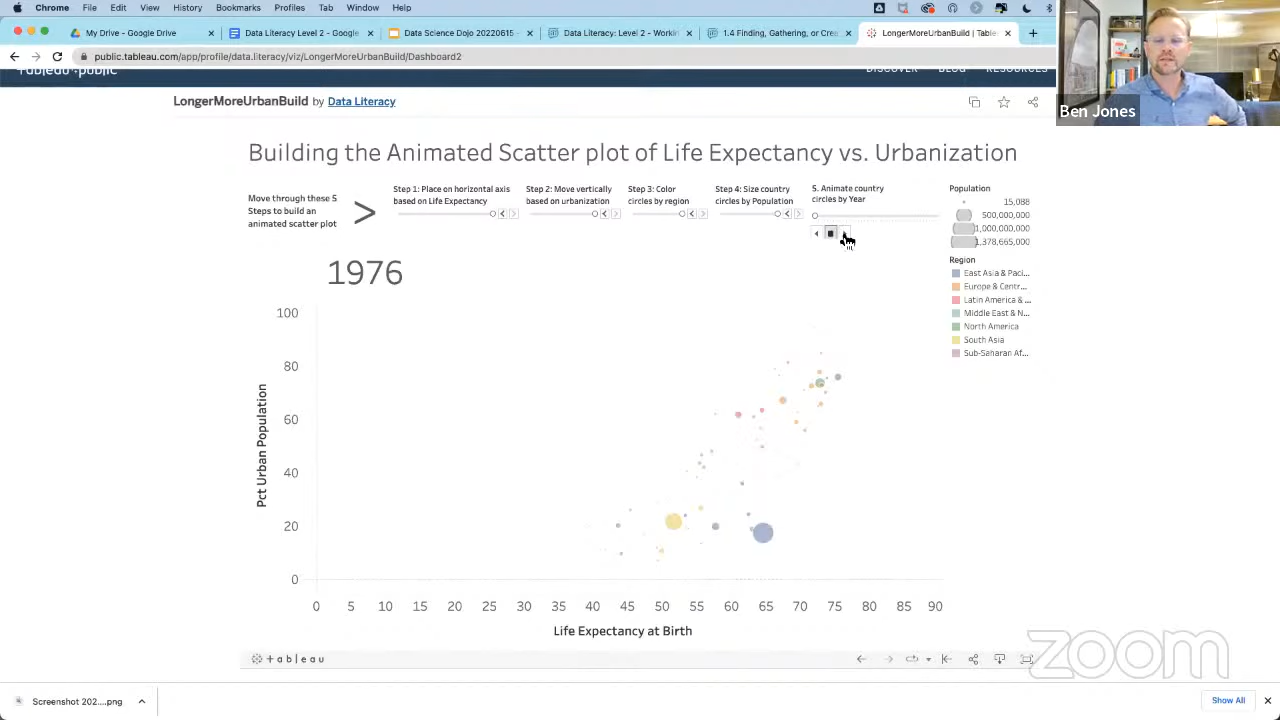 Chrome File Edit View History Bookmarks Profiles Tab Window Help
My Drive - Google Drive
Data Literacy Level 2 - Google
Data Science Dojo 20220615
Data Literacy: Level 2 - Worki
1.4 Finding, Gathering, or Crea
LongerMoreUrbanBuild | Table
public.tableau.com/app/profile/data.literacy/viz/LongerMoreUrbanBuild/Dashboard2
+ableau+public
DISCOVER BLOG RESOURCES
LongerMoreUrbanBuild by Data Literacy
Ben Jones
Building the Animated Scatter plot of Life Expectancy vs. Urbanization
Move through these 5
Steps to build an
animated scatter plot
>
Step 1: Place on horizontal axis
based on Life Expectancy
Step 2: Move vertically
based on urbanization
Step 3: Color
circles by region
Step 4: Size country
circles by Population
5. Animate country
circles by Year
Population
15,088
500,000,000
1,000,000,000
1,378,665,000
Region
East Asia & Paci...
Europe & Centr...
Latin America & ...
Middle East & N...
North America
South Asia
Sub-Saharan Af...
1976
100
80
60
40
20
0
Pct Urban Population
0 5 10 15 20 25 30 35 40 45 50 55 60 65 70 75 80 85 90
Life Expectancy at Birth
+ a b l e a u
zoom
Screenshot 202....png
Show All